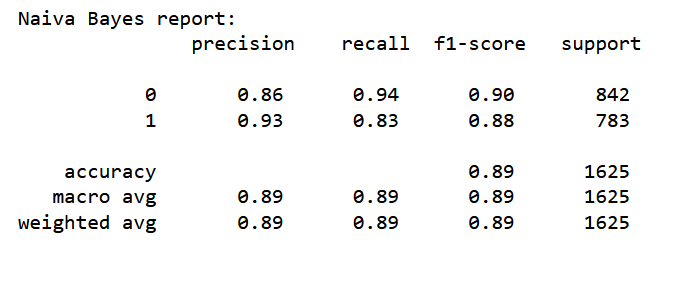 Naiva Bayes report:
precision recall f1-score support
0 0.86 0.94 0.90 842
1 0.93 0.83 0.88 783
accuracy 0.89 1625
macro avg 0.89 0.89 0.89 1625
weighted avg 0.89 0.89 0.89 1625